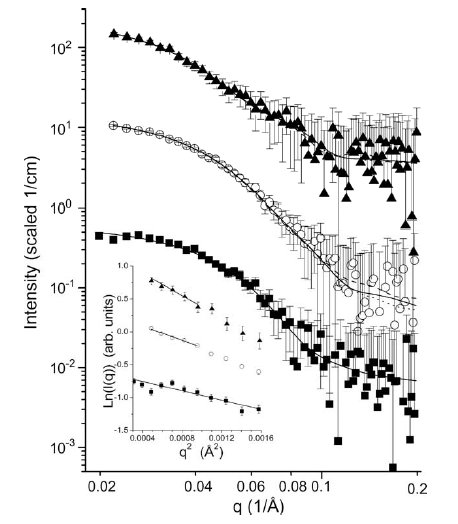 10²
10¹
10⁰
10⁻¹
10⁻²
10⁻³
Intensity (scaled 1/cm)
1.0
0.5
0.0
-0.5
-1.0
-1.5
Ln(I(q)) (arb. units)
0.0004 0.0008 0.0012 0.0016
q² (Å²)
0.02 0.04 0.06 0.08 0.1 0.2
q (1/Å)